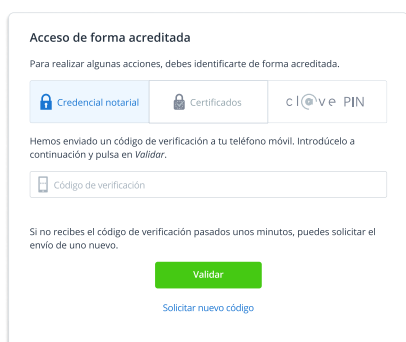 Acceso de forma acreditada
Para realizar algunas acciones, debes identificarte de forma acreditada.
Credencial notarial
Certificados
cl@ve PIN
Hemos enviado un código de verificación a tu teléfono móvil. Introdúcelo a
continuación y pulsa en Validar.
Código de verificación
Si no recibes el código de verificación pasados unos minutos, puedes solicitar el
envío de uno nuevo.
Validar
Solicitar nuevo código